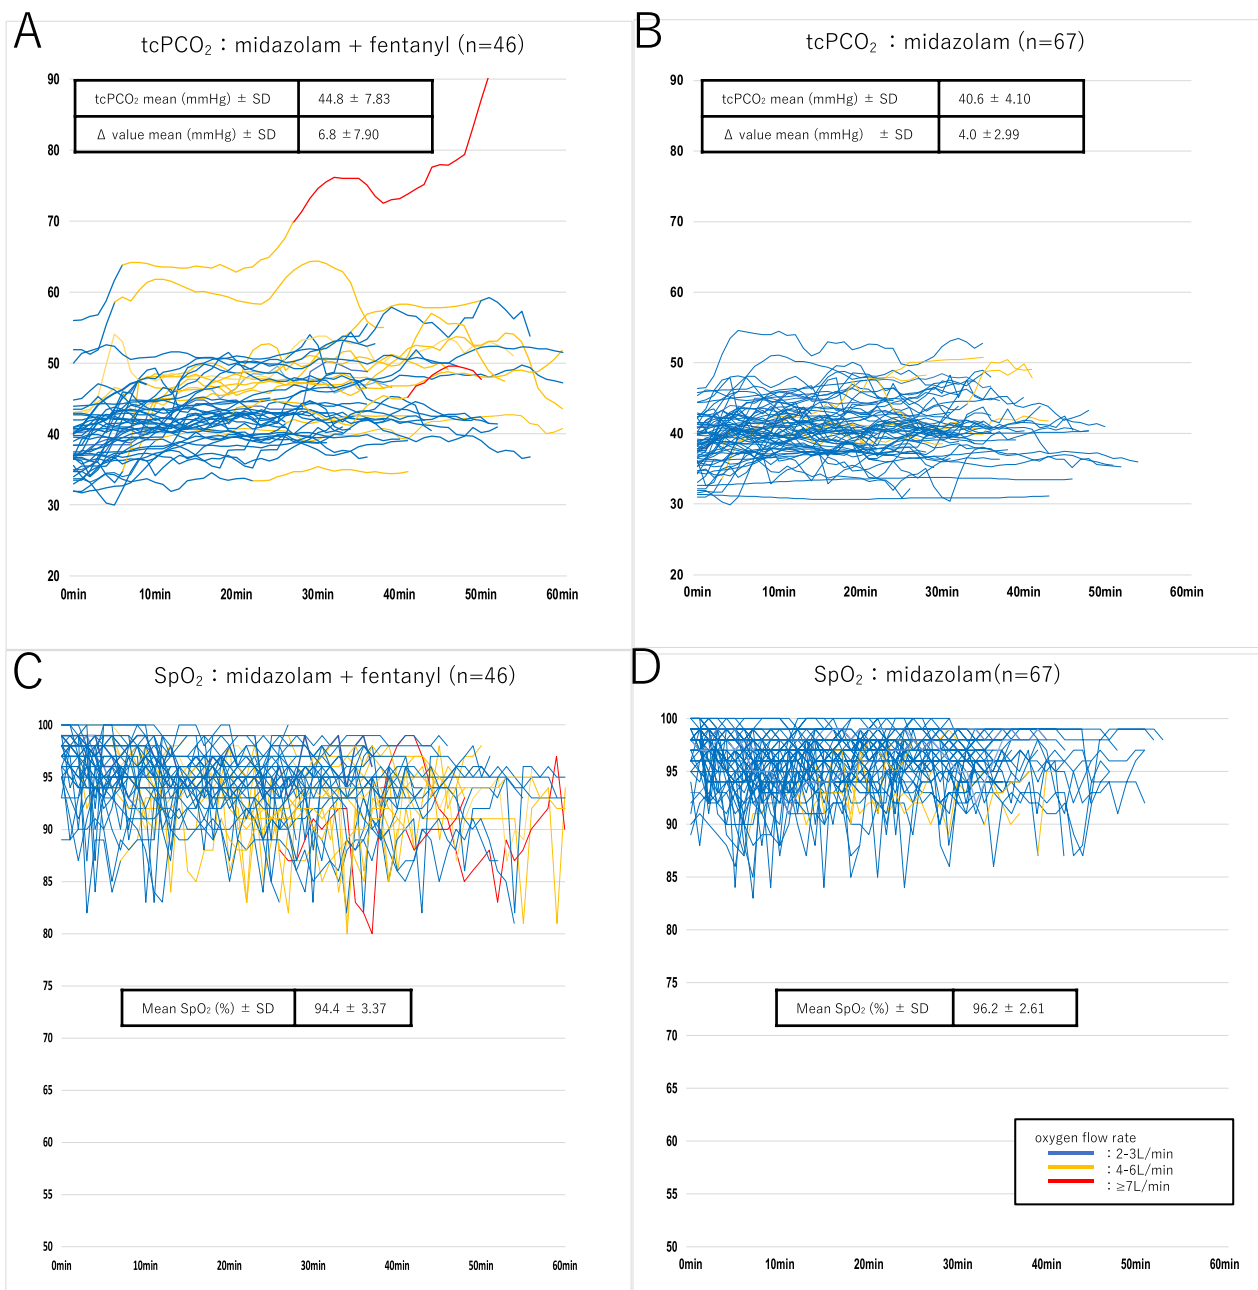 A
tcPCO₂：midazolam + fentanyl (n=46)
tcPCO₂ mean (mmHg) ± SD 44.8 ± 7.83
Δ value mean (mmHg) ± SD 6.8 ±7.90
90
80
70
60
50
40
30
20
0min 10min 20min 30min 40min 50min 60min
B
tcPCO₂ ：midazolam (n=67)
tcPCO₂ mean (mmHg) ± SD 40.6 ± 4.10
Δ value mean (mmHg) ± SD 4.0 ±2.99
90
80
70
60
50
40
30
20
0min 10min 20min 30min 40min 50min 60min
C
SpO₂：midazolam + fentanyl (n=46)
100
95
90
85
80
75
70
65
60
55
50
Mean SpO₂ (%) ± SD 94.4 ± 3.37
0min 10min 20min 30min 40min 50min 60min
D
SpO₂：midazolam(n=67)
100
95
90
85
80
75
70
65
60
55
50
Mean SpO₂ (%) ± SD 96.2 ± 2.61
oxygen flow rate
：2-3L/min
：4-6L/min
：≥7L/min
0min 10min 20min 30min 40min 50min 60min